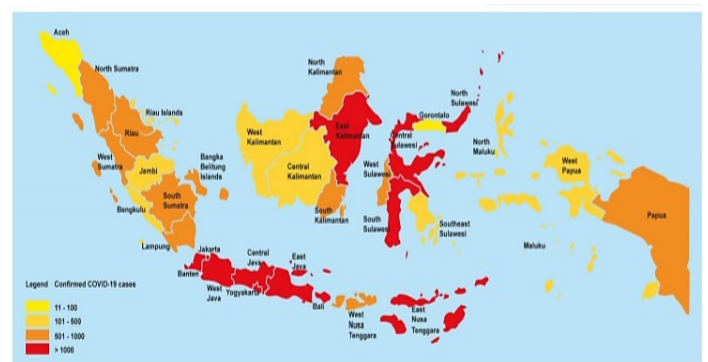 Aceh
North Sumatra
Riau Islands
Riau
West
Sumatra
Jambi
Bangka
Belitung
Islands
South
Sumatra
Bengkulu
Lampung
North
Kalimantan
West
Kalimantan
East
Kalimantan
Central
Kalimantan
South
Kalimantan
North
Sulawesi
Gorontalo
Central
Sulawesi
West
Sulawesi
South
Sulawesi
Southeast
Sulawesi
North
Maluku
Maluku
West
Papua
Papua
Jakarta
Banten
West
Java
Central
Java
Yogyakarta
East
Java
Bali
West
Nusa
Tenggara
East
Nusa
Tenggara
Legend Confirmed COVID-19 cases
11 - 100
101 - 500
501 - 1000
> 1000